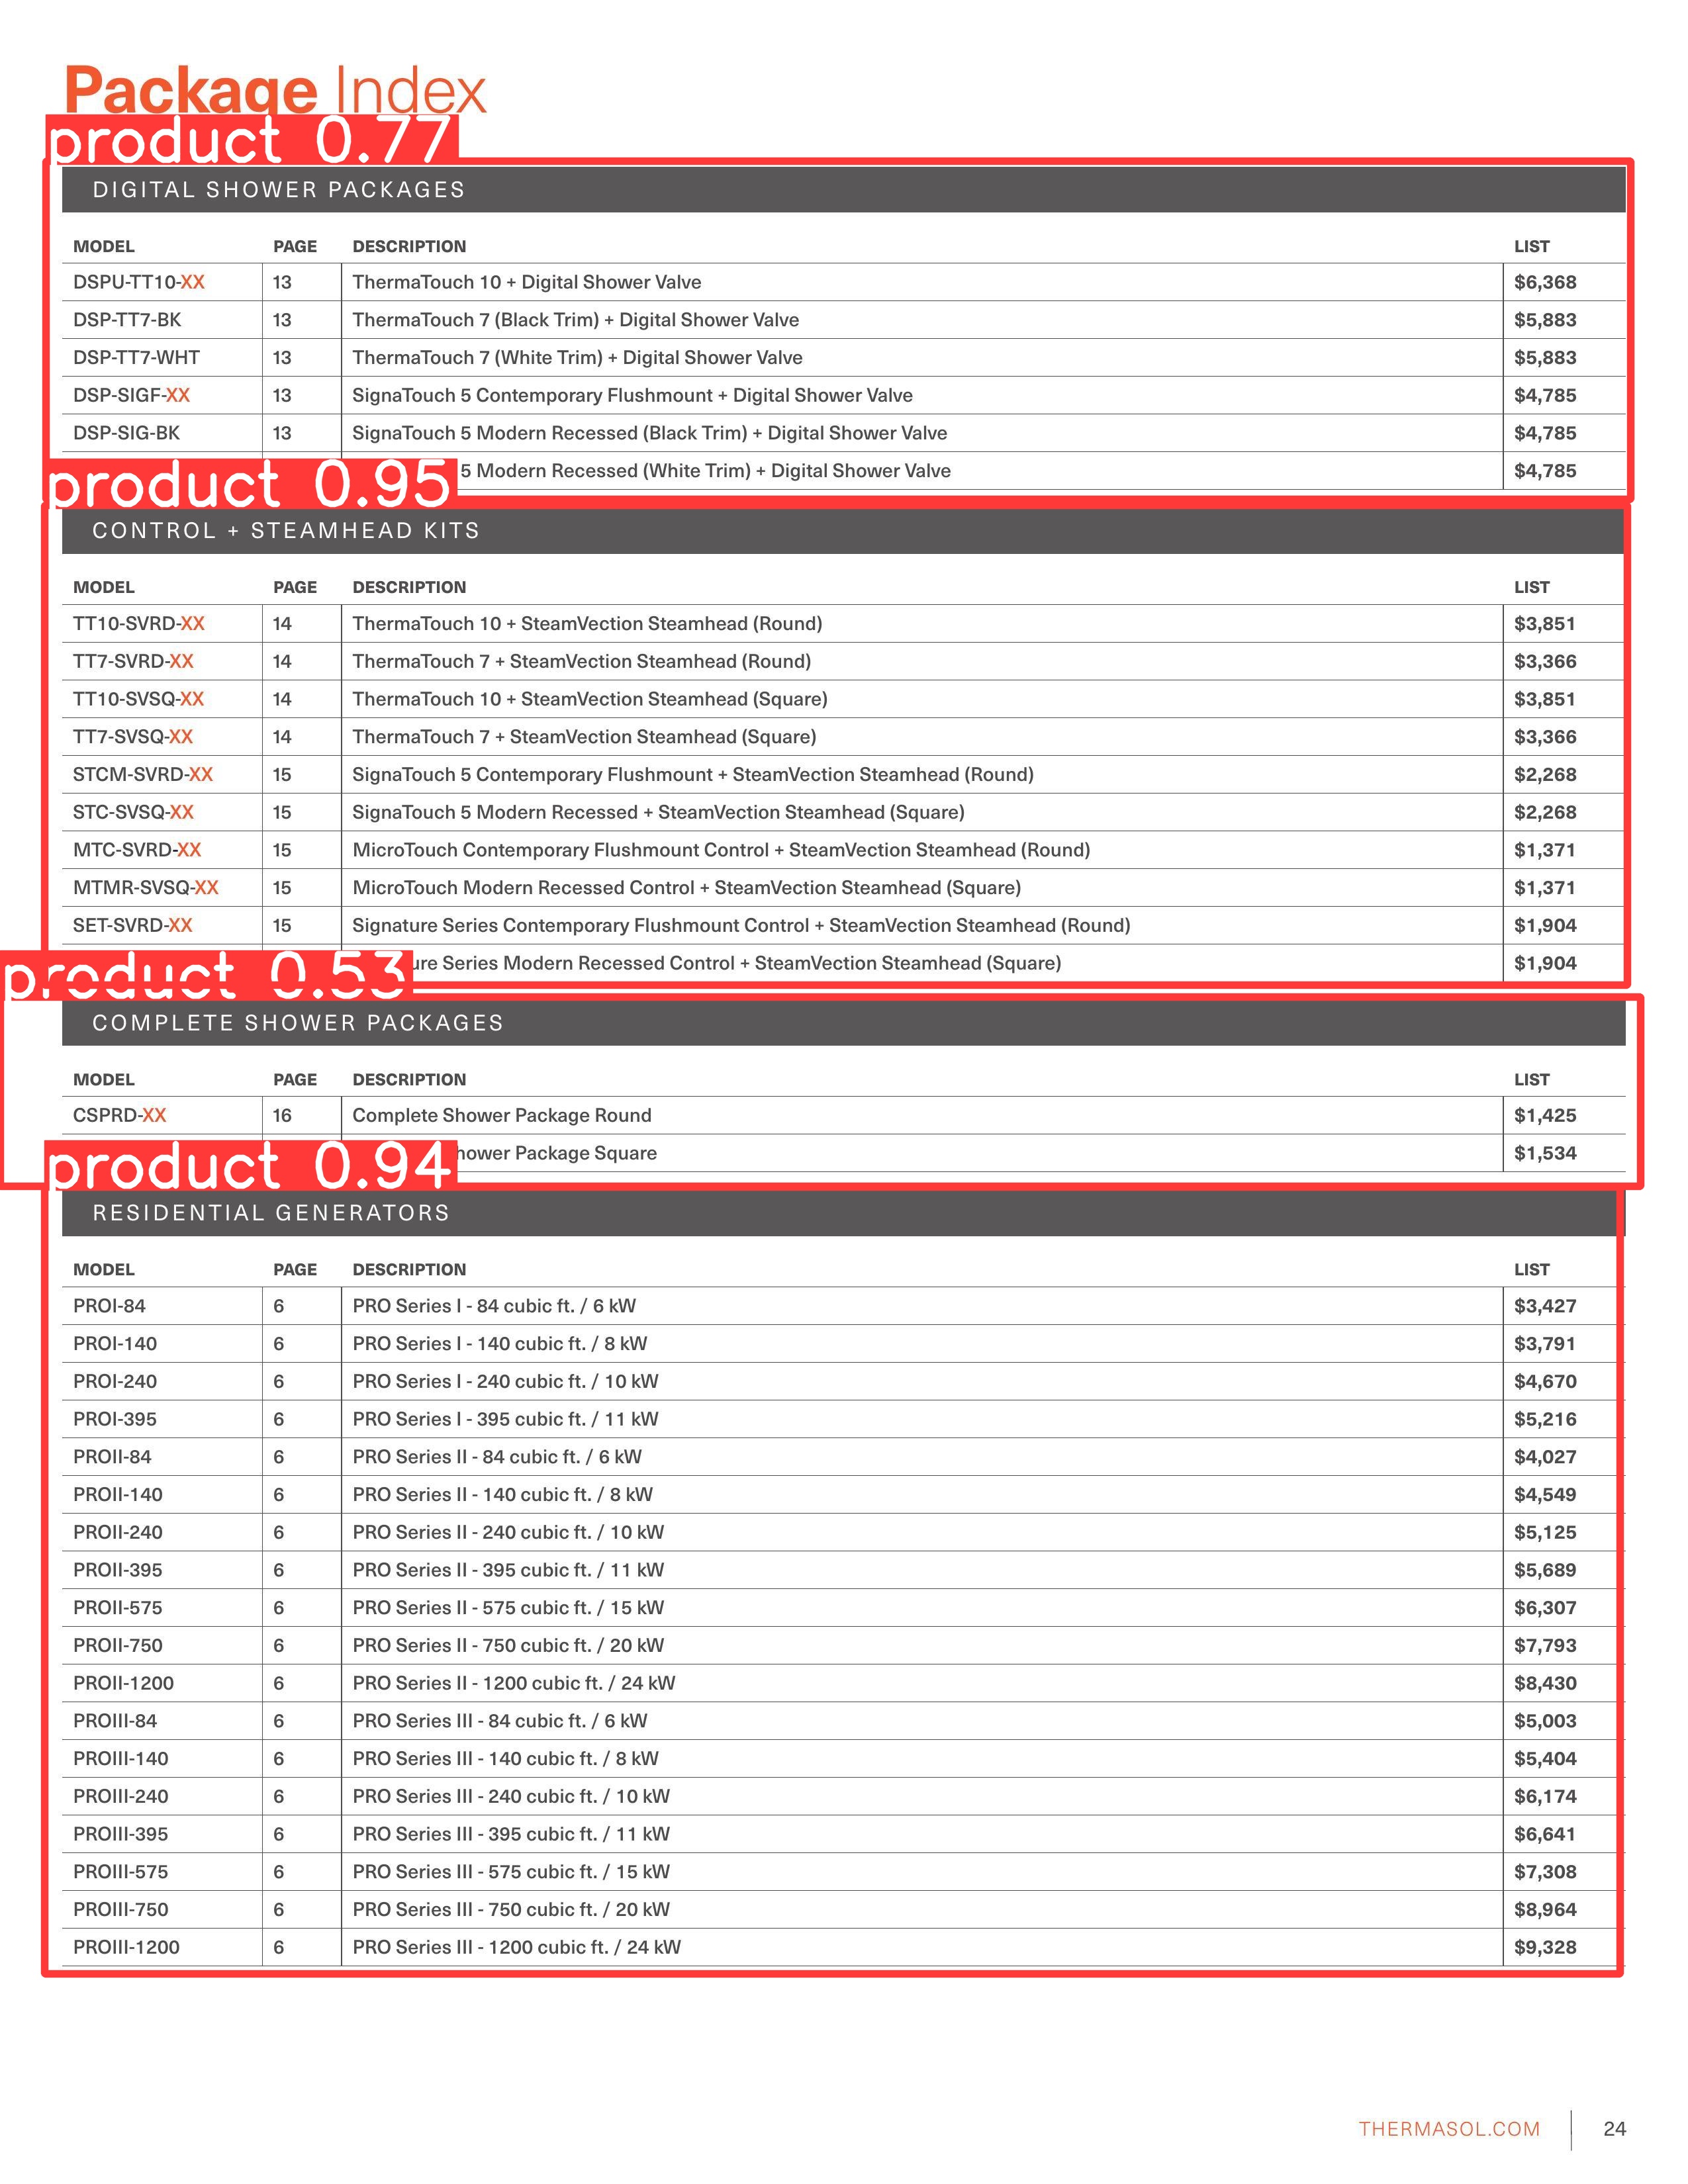 Package Index
product 0.77
DIGITAL SHOWER PACKAGES
MODEL PAGE DESCRIPTION LIST
DSPU-TT10-XX 13 ThermaTouch 10 + Digital Shower Valve $6,368
DSP-TT7-BK 13 ThermaTouch 7 (Black Trim) + Digital Shower Valve $5,883
DSP-TT7-WHT 13 ThermaTouch 7 (White Trim) + Digital Shower Valve $5,883
DSP-SIGF-XX 13 SignaTouch 5 Contemporary Flushmount + Digital Shower Valve $4,785
DSP-SIG-BK 13 SignaTouch 5 Modern Recessed (Black Trim) + Digital Shower Valve $4,785
product 0.95 5 Modern Recessed (White Trim) + Digital Shower Valve $4,785
CONTROL + STEAMHEAD KITS
MODEL PAGE DESCRIPTION LIST
TT10-SVRD-XX 14 ThermaTouch 10 + SteamVection Steamhead (Round) $3,851
TT7-SVRD-XX 14 ThermaTouch 7 + SteamVection Steamhead (Round) $3,366
TT10-SVSQ-XX 14 ThermaTouch 10 + SteamVection Steamhead (Square) $3,851
TT7-SVSQ-XX 14 ThermaTouch 7 + SteamVection Steamhead (Square) $3,366
STCM-SVRD-XX 15 SignaTouch 5 Contemporary Flushmount + SteamVection Steamhead (Round) $2,268
STC-SVSQ-XX 15 SignaTouch 5 Modern Recessed + SteamVection Steamhead (Square) $2,268
MTC-SVRD-XX 15 MicroTouch Contemporary Flushmount Control + SteamVection Steamhead (Round) $1,371
MTMR-SVSQ-XX 15 MicroTouch Modern Recessed Control + SteamVection Steamhead (Square) $1,371
SET-SVRD-XX 15 Signature Series Contemporary Flushmount Control + SteamVection Steamhead (Round) $1,904
product 0.53 Series Modern Recessed Control + SteamVection Steamhead (Square) $1,904
COMPLETE SHOWER PACKAGES
MODEL PAGE DESCRIPTION LIST
CSPRD-XX 16 Complete Shower Package Round $1,425
product 0.94 Package Square $1,534
RESIDENTIAL GENERATORS
MODEL PAGE DESCRIPTION LIST
PROI-84 6 PRO Series I - 84 cubic ft. / 6 kW $3,427
PROI-140 6 PRO Series I - 140 cubic ft. / 8 kW $3,791
PROI-240 6 PRO Series I - 240 cubic ft. / 10 kW $4,670
PROI-395 6 PRO Series I - 395 cubic ft. / 11 kW $5,216
PROII-84 6 PRO Series II - 84 cubic ft. / 6 kW $4,027
PROII-140 6 PRO Series II - 140 cubic ft. / 8 kW $4,549
PROII-240 6 PRO Series II - 240 cubic ft. / 10 kW $5,125
PROII-395 6 PRO Series II - 395 cubic ft. / 11 kW $5,689
PROII-575 6 PRO Series II - 575 cubic ft. / 15 kW $6,307
PROII-750 6 PRO Series II - 750 cubic ft. / 20 kW $7,793
PROII-1200 6 PRO Series II - 1200 cubic ft. / 24 kW $8,430
PROIII-84 6 PRO Series III - 84 cubic ft. / 6 kW $5,003
PROIII-140 6 PRO Series III - 140 cubic ft. / 8 kW $5,404
PROIII-240 6 PRO Series III - 240 cubic ft. / 10 kW $6,174
PROIII-395 6 PRO Series III - 395 cubic ft. / 11 kW $6,641
PROIII-575 6 PRO Series III - 575 cubic ft. / 15 kW $7,308
PROIII-750 6 PRO Series III - 750 cubic ft. / 20 kW $8,964
PROIII-1200 6 PRO Series III - 1200 cubic ft. / 24 kW $9,328
THERMASOL.COM 24